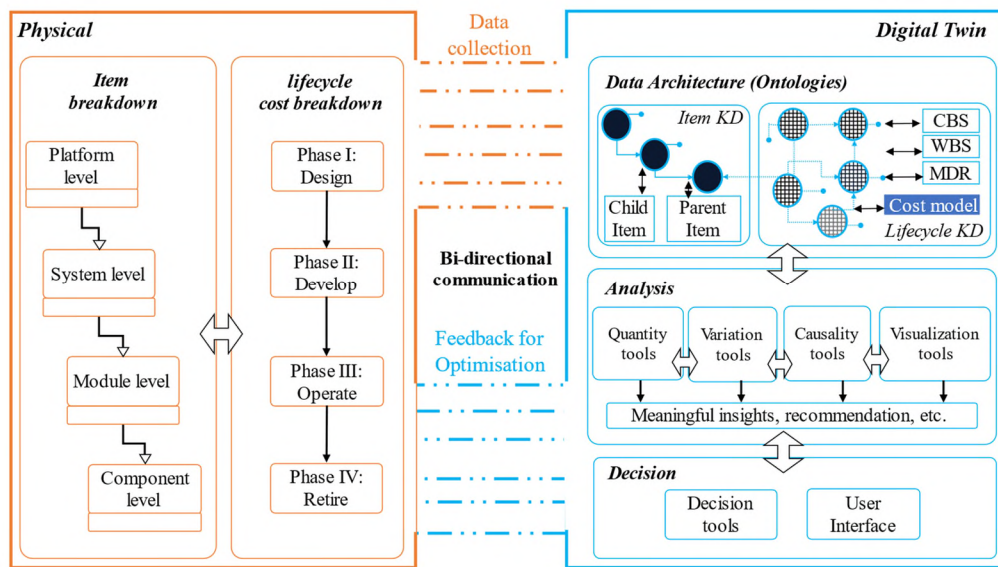 Physical
Item
breakdown
Platform
level
System level
Module level
Component
level
lifecycle
cost breakdown
Phase I:
Design
Phase II:
Develop
Phase III:
Operate
Phase IV:
Retire
Data
collection
Bi-directional
communication
Feedback for
Optimisation
Digital Twin
Data Architecture (Ontologies)
Item KD
Child
Item
Parent
Item
CBS
WBS
MDR
Cost model
Lifecycle KD
Analysis
Quantity
tools
Variation
tools
Causality
tools
Visualization
tools
Meaningful insights, recommendation, etc.
Decision
Decision
tools
User
Interface